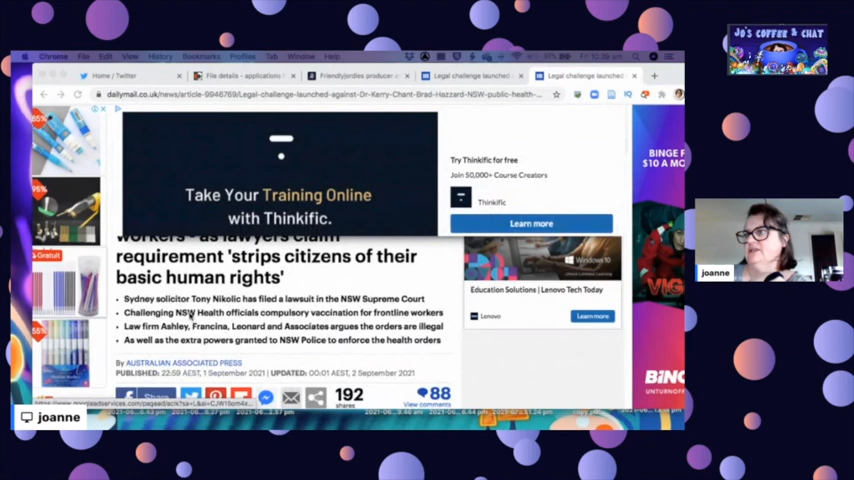 JO'S COFFEE & CHAT
Chrome File Edit View History Bookmarks Profiles Tab Window Help
Home / Twitter
File details - applications
Friendlyjordies producer
Legal challenge launched
Legal challenge launched
dailymail.co.uk/news/article-9946769/Legal-challenge-launched-against-Dr-Kerry-Chant-Brad-Hazzard-NSW-public-health-...
Take Your Training Online
with Thinkific.
Try Thinkific for free
Join 50,000+ Course Creators
Thinkific
Learn more
workers - as lawyers claim
requirement 'strips citizens of their
basic human rights'
• Sydney solicitor Tony Nikolic has filed a lawsuit in the NSW Supreme Court
• Challenging NSW Health officials compulsory vaccination for frontline workers
• Law firm Ashley, Francina, Leonard and Associates argues the orders are illegal
• As well as the extra powers granted to NSW Police to enforce the health orders
By AUSTRALIAN ASSOCIATED PRESS
PUBLISHED: 22:59 AEST, 1 September 2021 | UPDATED: 00:01 AEST, 2 September 2021
Share
192
shares
88
View comments
Windows 10
Education Solutions | Lenovo Tech Today
Lenovo
Learn more
Gratuit
BINGE F
$10 A MO
VIG
BINC
UNTURNOFF
joanne
joanne